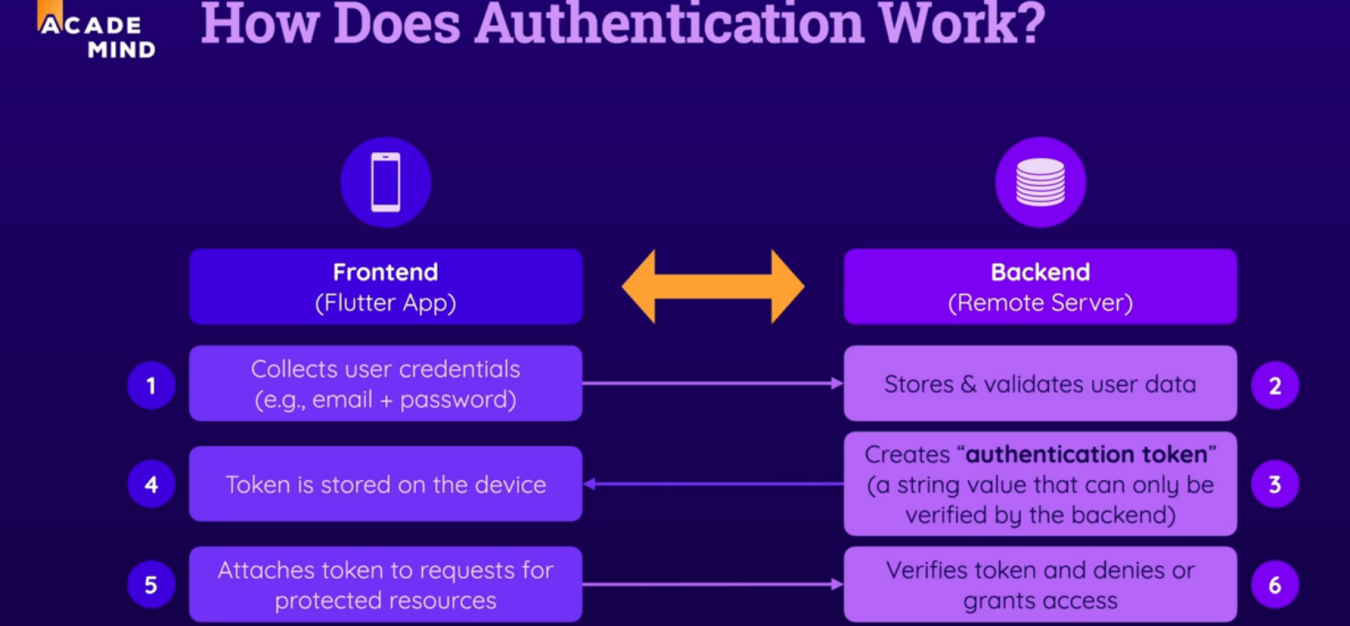 ACADE
MIND
How Does Authentication Work?
Frontend
(Flutter App)
Backend
(Remote Server)
1
Collects user credentials
(e.g., email + password)
Stores & validates user data
2
4
Token is stored on the device
Creates “authentication token”
(a string value that can only be
verified by the backend)
3
5
Attaches token to requests for
protected resources
Verifies token and denies or
grants access
6